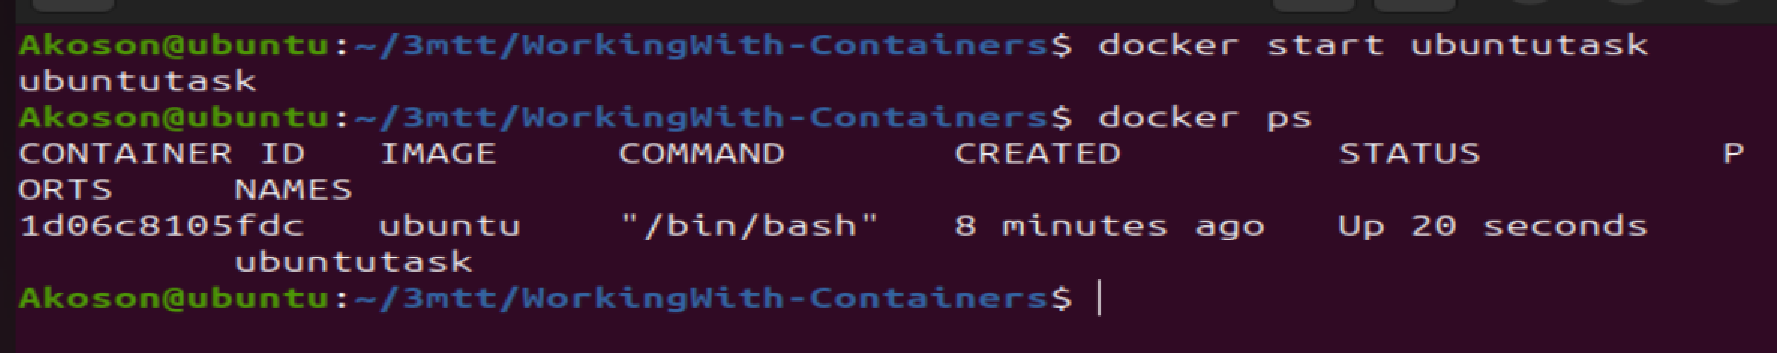 Akoson@ubuntu:~/3mtt/WorkingWith-Containers$ docker start ubuntutask
ubuntutask
Akoson@ubuntu:~/3mtt/WorkingWith-Containers$ docker ps
CONTAINER ID   IMAGE     COMMAND       CREATED         STATUS          P
ORTS     NAMES
1d06c8105fdc   ubuntu    "/bin/bash"   8 minutes ago   Up 20 seconds
         ubuntutask
Akoson@ubuntu:~/3mtt/WorkingWith-Containers$